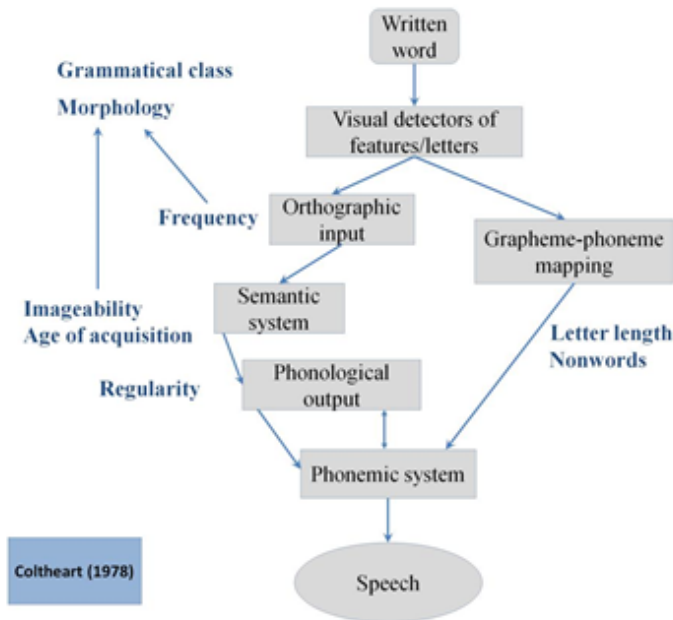 Written
word
Grammatical class
Morphology
Visual detectors of
features/letters
Frequency
Orthographic
input
Grapheme-phoneme
mapping
Semantic
system
Imageability
Age of acquisition
Letter length
Nonwords
Regularity
Phonological
output
Phonemic system
Coltheart (1978)
Speech